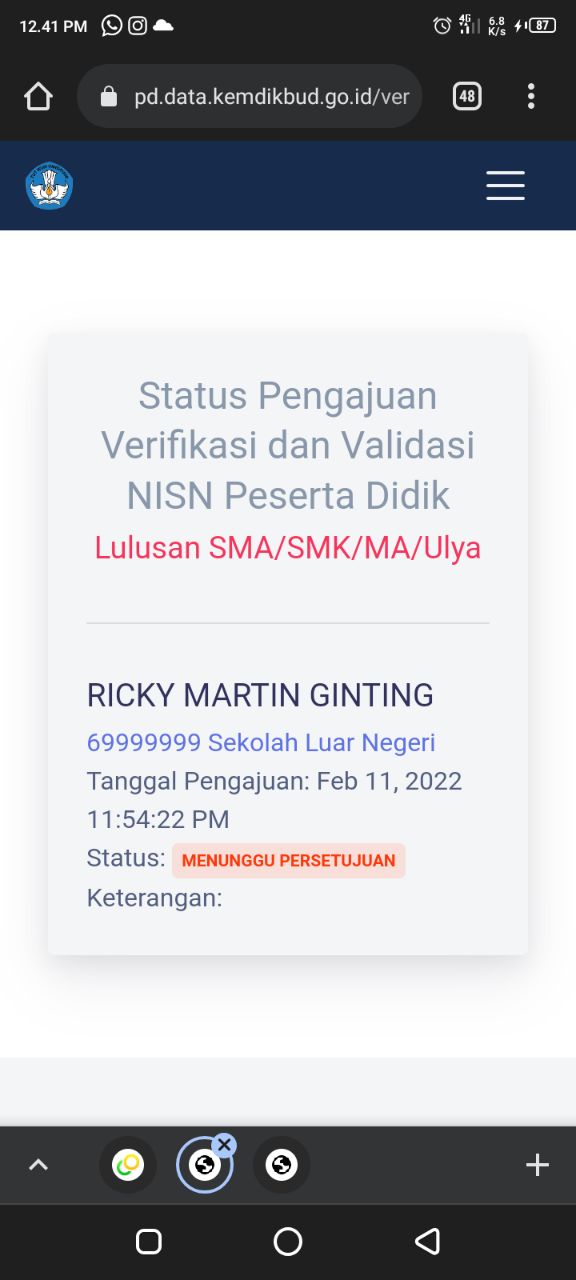 12.41 PM 4G 6.8 K/s 87
pd.data.kemdikbud.go.id/ver 48
Status Pengajuan
Verifikasi dan Validasi
NISN Peserta Didik
Lulusan SMA/SMK/MA/Ulya
RICKY MARTIN GINTING
69999999 Sekolah Luar Negeri
Tanggal Pengajuan: Feb 11, 2022
11:54:22 PM
Status: MENUNGGU PERSETUJUAN
Keterangan: